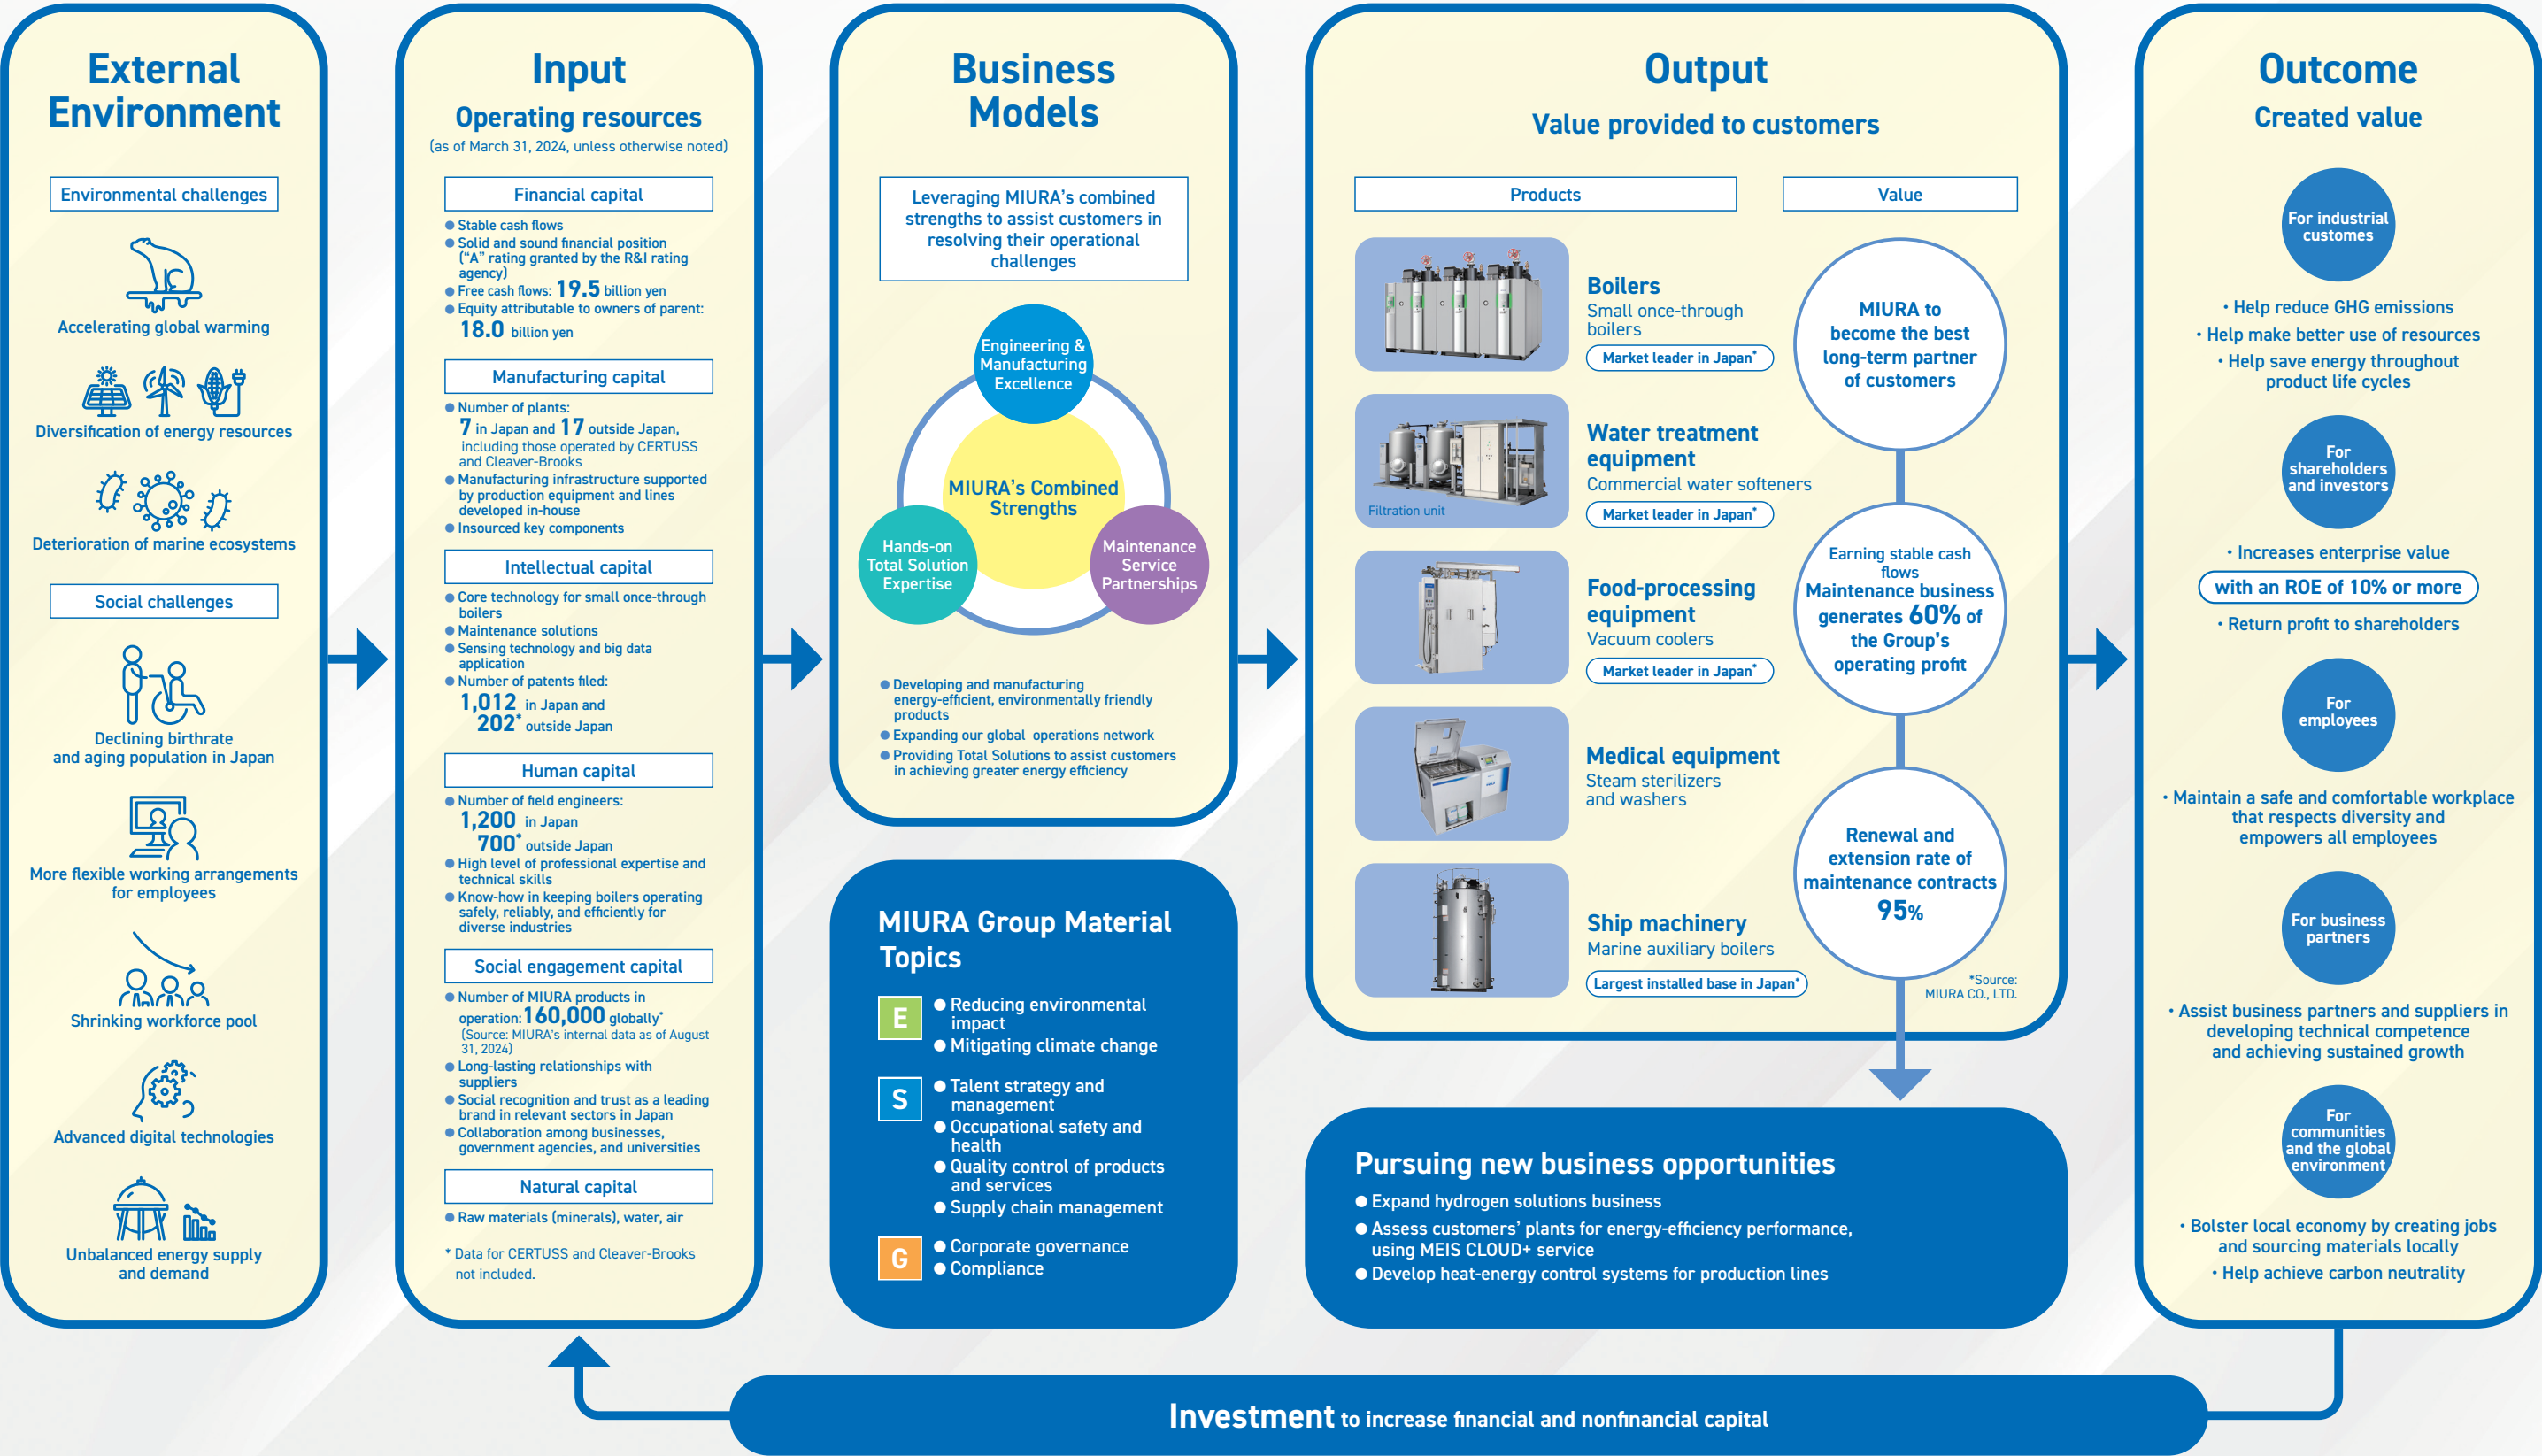 External
Environment
Environmental challenges
Accelerating global warming
Diversification of energy resources
Deterioration of marine ecosystems
Social challenges
Declining birthrate
and aging population in Japan
More flexible working arrangements
for employees
Shrinking workforce pool
Advanced digital technologies
Unbalanced energy supply
and demand
Input
Operating resources
(as of March 31, 2024, unless otherwise noted)
Financial capital
● Stable cash flows
● Solid and sound financial position
(“A” rating granted by the R&I rating
agency)
● Free cash flows: 19.5 billion yen
● Equity attributable to owners of parent:
18.0 billion yen
Manufacturing capital
● Number of plants:
7 in Japan and 17 outside Japan,
including those operated by CERTUSS
and Cleaver-Brooks
● Manufacturing infrastructure supported
by production equipment and lines
developed in-house
● Insourced key components
Intellectual capital
● Core technology for small once-through
boilers
● Maintenance solutions
● Sensing technology and big data
application
● Number of patents filed:
1,012 in Japan and
202* outside Japan
Human capital
● Number of field engineers:
1,200 in Japan
700* outside Japan
● High level of professional expertise and
technical skills
● Know-how in keeping boilers operating
safely, reliably, and efficiently for
diverse industries
Social engagement capital
● Number of MIURA products in
operation: 160,000 globally*
(Source: MIURA's internal data as of August
31, 2024)
● Long-lasting relationships with
suppliers
● Social recognition and trust as a leading
brand in relevant sectors in Japan
● Collaboration among businesses,
government agencies, and universities
Natural capital
● Raw materials (minerals), water, air
* Data for CERTUSS and Cleaver-Brooks
not included.
Business
Models
Leveraging MIURA’s combined
strengths to assist customers in
resolving their operational
challenges
Engineering &
Manufacturing
Excellence
MIURA’s Combined
Strengths
Hands-on
Total Solution
Expertise
Maintenance
Service
Partnerships
● Developing and manufacturing
energy-efficient, environmentally friendly
products
● Expanding our global operations network
● Providing Total Solutions to assist customers
in achieving greater energy efficiency
MIURA Group Material
Topics
E
● Reducing environmental
impact
● Mitigating climate change
S
● Talent strategy and
management
● Occupational safety and
health
● Quality control of products
and services
● Supply chain management
G
● Corporate governance
● Compliance
Output
Value provided to customers
Products
Boilers
Small once-through
boilers
Market leader in Japan*
Filtration unit
Water treatment
equipment
Commercial water softeners
Market leader in Japan*
Food-processing
equipment
Vacuum coolers
Market leader in Japan*
Medical equipment
Steam sterilizers
and washers
Ship machinery
Marine auxiliary boilers
Largest installed base in Japan*
Value
MIURA to
become the best
long-term partner
of customers
Earning stable cash
flows
Maintenance business
generates 60% of
the Group’s
operating profit
Renewal and
extension rate of
maintenance contracts
95%
*Source:
MIURA CO., LTD.
Pursuing new business opportunities
● Expand hydrogen solutions business
● Assess customers’ plants for energy-efficiency performance,
using MEIS CLOUD+ service
● Develop heat-energy control systems for production lines
Outcome
Created value
For industrial
customes
• Help reduce GHG emissions
• Help make better use of resources
• Help save energy throughout
product life cycles
For
shareholders
and investors
• Increases enterprise value
with an ROE of 10% or more
• Return profit to shareholders
For
employees
• Maintain a safe and comfortable workplace
that respects diversity and
empowers all employees
For business
partners
• Assist business partners and suppliers in
developing technical competence
and achieving sustained growth
For
communities
and the global
environment
• Bolster local economy by creating jobs
and sourcing materials locally
• Help achieve carbon neutrality
Investment to increase financial and nonfinancial capital